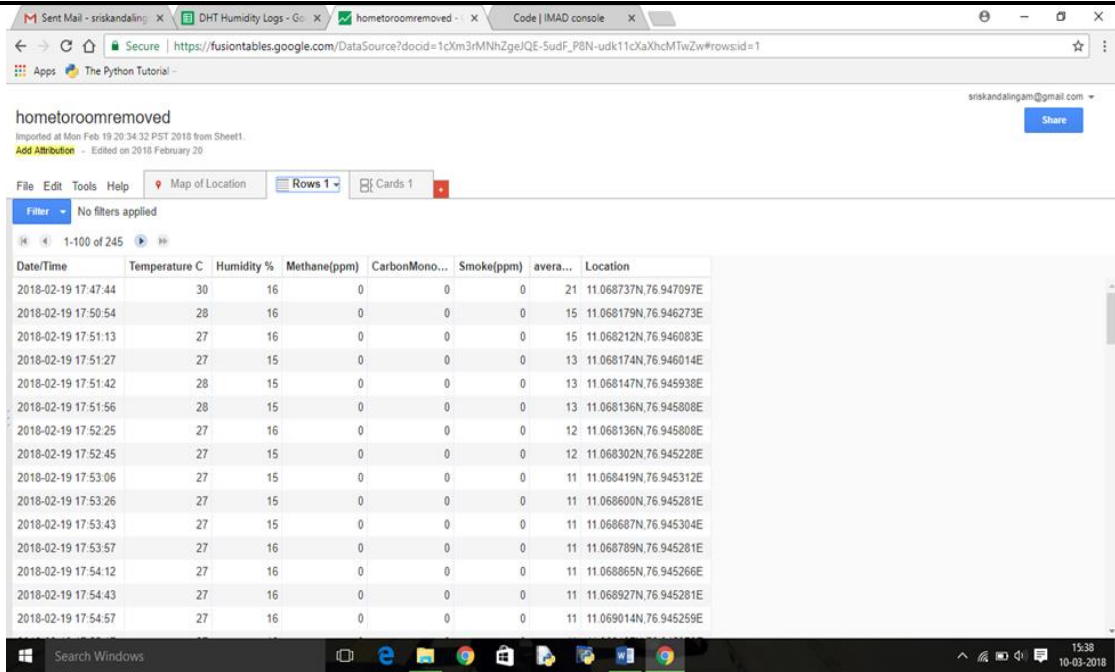 Sent Mail - sriskandaling
DHT Humidity Logs - Go
hometoroomremoved -
Code | IMAD console
Secure | https://fusiontables.google.com/DataSource?docid=1cXm3rMNhZgeJQE-5udF_P8N-udk11cXaXhcMTwZw#rows:id=1
Apps The Python Tutorial -
sriskandalingam@gmail.com
hometoroomremoved
Share
Imported at Mon Feb 19 20:34:32 PST 2018 from Sheet1.
Add Attribution - Edited on 2018 February 20
File Edit Tools Help Map of Location Rows 1 Cards 1 +
Filter No filters applied
1-100 of 245
Date/Time Temperature C Humidity % Methane(ppm) CarbonMono... Smoke(ppm) avera... Location
2018-02-19 17:47:44 30 16 0 0 0 21 11.068737N,76.947097E
2018-02-19 17:50:54 28 16 0 0 0 15 11.068179N,76.946273E
2018-02-19 17:51:13 27 16 0 0 0 15 11.068212N,76.946083E
2018-02-19 17:51:27 27 15 0 0 0 13 11.068174N,76.946014E
2018-02-19 17:51:42 28 15 0 0 0 13 11.068147N,76.945938E
2018-02-19 17:51:56 28 15 0 0 0 13 11.068136N,76.945808E
2018-02-19 17:52:25 27 16 0 0 0 12 11.068136N,76.945808E
2018-02-19 17:52:45 27 15 0 0 0 12 11.068302N,76.945228E
2018-02-19 17:53:06 27 15 0 0 0 11 11.068419N,76.945312E
2018-02-19 17:53:26 27 15 0 0 0 11 11.068600N,76.945281E
2018-02-19 17:53:43 27 15 0 0 0 11 11.068687N,76.945304E
2018-02-19 17:53:57 27 16 0 0 0 11 11.068789N,76.945281E
2018-02-19 17:54:12 27 16 0 0 0 11 11.068865N,76.945266E
2018-02-19 17:54:43 27 16 0 0 0 11 11.068927N,76.945281E
2018-02-19 17:54:57 27 16 0 0 0 11 11.069014N,76.945259E
Search Windows
15:38
10-03-2018